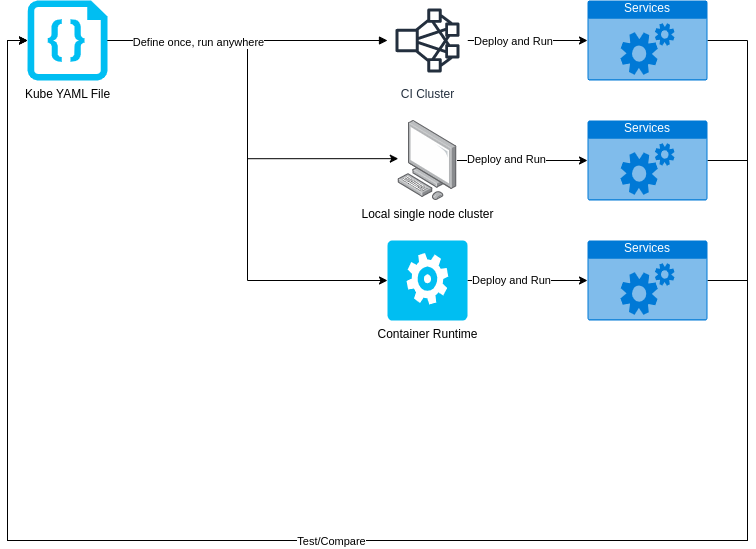 Services
Define once, run anywhere
Deploy and Run
Kube YAML File
CI Cluster
Services
Deploy and Run
Local single node cluster
Services
Deploy and Run
Container Runtime
Test/Compare